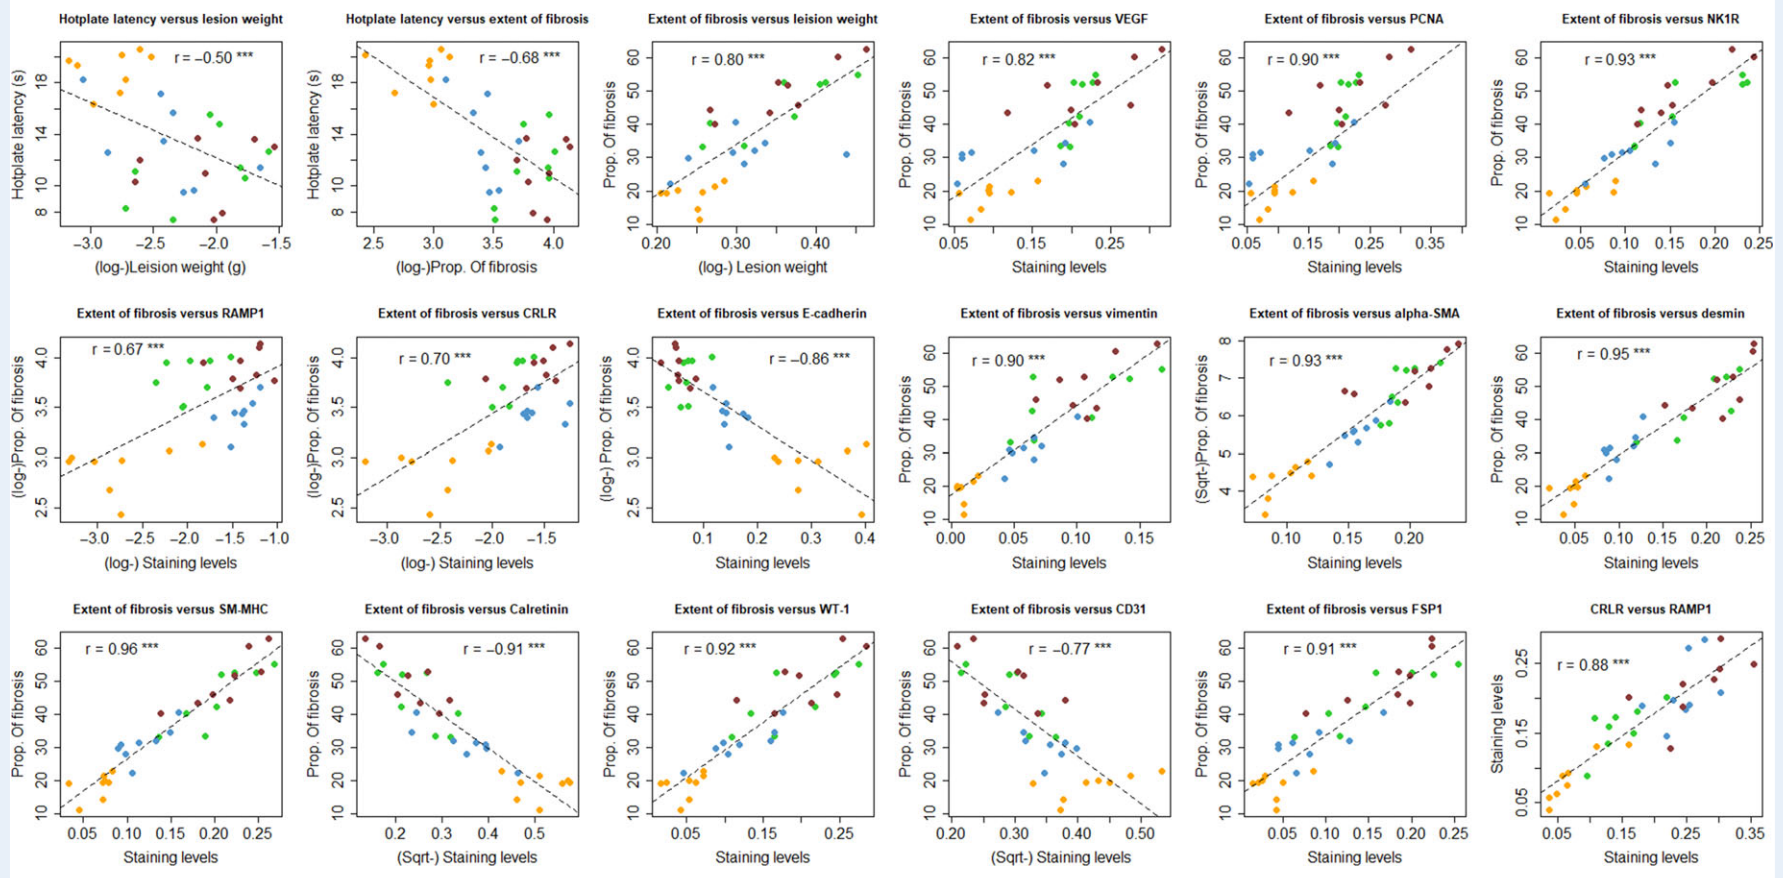 Hotplate latency versus lesion weight
r = −0.50 ***
Hotplate latency (s)
18
14
10
8
−3.0 −2.5 −2.0 −1.5
(log-)Leision weight (g)
Hotplate latency versus extent of fibrosis
r = −0.68 ***
Hotplate latency (s)
18
14
10
8
2.5 3.0 3.5 4.0
(log-)Prop. Of fibrosis
Extent of fibrosis versus leision weight
r = 0.80 ***
Prop. Of fibrosis
60
50
40
30
20
10
0.20 0.30 0.40
(log-) Lesion weight
Extent of fibrosis versus VEGF
r = 0.82 ***
Prop. Of fibrosis
60
50
40
30
20
10
0.05 0.15 0.25
Staining levels
Extent of fibrosis versus PCNA
r = 0.90 ***
Prop. Of fibrosis
60
50
40
30
20
10
0.05 0.15 0.25 0.35
Staining levels
Extent of fibrosis versus NK1R
r = 0.93 ***
Prop. Of fibrosis
60
50
40
30
20
10
0.05 0.10 0.15 0.20 0.25
Staining levels
Extent of fibrosis versus RAMP1
r = 0.67 ***
(log-)Prop. Of fibrosis
4.0
3.5
3.0
2.5
−3.0 −2.5 −2.0 −1.5 −1.0
(log-) Staining levels
Extent of fibrosis versus CRLR
r = 0.70 ***
(log-)Prop. Of fibrosis
4.0
3.5
3.0
2.5
−3.0 −2.5 −2.0 −1.5
(log-) Staining levels
Extent of fibrosis versus E-cadherin
r = −0.86 ***
(log-) Prop. Of fibrosis
4.0
3.5
3.0
2.5
0.1 0.2 0.3 0.4
Staining levels
Extent of fibrosis versus vimentin
r = 0.90 ***
Prop. Of fibrosis
60
50
40
30
20
10
0.00 0.05 0.10 0.15
Staining levels
Extent of fibrosis versus alpha-SMA
r = 0.93 ***
(Sqrt-)Prop. Of fibrosis
8
7
6
5
4
0.10 0.15 0.20
Staining levels
Extent of fibrosis versus desmin
r = 0.95 ***
Prop. Of fibrosis
60
50
40
30
20
10
0.05 0.10 0.15 0.20 0.25
Staining levels
Extent of fibrosis versus SM-MHC
r = 0.96 ***
Prop. Of fibrosis
60
50
40
30
20
10
0.05 0.10 0.15 0.20 0.25
Staining levels
Extent of fibrosis versus Calretinin
r = −0.91 ***
Prop. Of fibrosis
60
50
40
30
20
10
0.2 0.3 0.4 0.5
(Sqrt-) Staining levels
Extent of fibrosis versus WT-1
r = 0.92 ***
Prop. Of fibrosis
60
50
40
30
20
10
0.05 0.15 0.25
Staining levels
Extent of fibrosis versus CD31
r = −0.77 ***
Prop. Of fibrosis
60
50
40
30
20
10
0.20 0.30 0.40 0.50
(Sqrt-) Staining levels
Extent of fibrosis versus FSP1
r = 0.91 ***
Prop. Of fibrosis
60
50
40
30
20
10
0.00 0.05 0.10 0.15 0.20 0.25
Staining levels
CRLR versus RAMP1
r = 0.88 ***
Staining levels
0.25
0.15
0.05
0.05 0.15 0.25 0.35
Staining levels